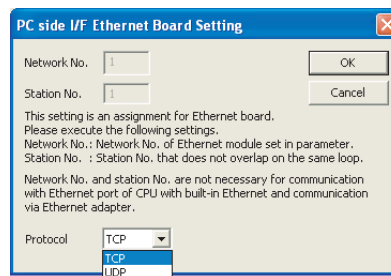 PC side I/F Ethernet Board Setting
Network No. 1
OK
Station No. 1
Cancel
This setting is an assignment for Ethernet board.
Please execute the following settings.
Network No.: Network No. of Ethernet module set in parameter.
Station No. : Station No. that does not overlap on the same loop.
Network No. and station No. are not necessary for communication
with Ethernet port of CPU with built-in Ethernet and communication
via Ethernet adapter.
Protocol TCP
TCP
UDP